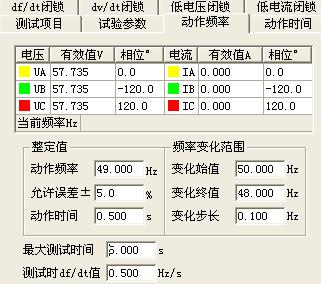 df/dt闭锁 dv/dt闭锁 低电压闭锁 低电流闭锁
测试项目 试验参数 动作频率 动作时间
电压 有效值V 相位° 电流 有效值A 相位°
UA 57.735 0.0 IA 0.000 0.0
UB 57.735 -120.0 IB 0.000 -120.0
UC 57.735 120.0 IC 0.000 120.0
当前频率Hz
整定值 频率变化范围
动作频率 49.000 Hz 变化始值 50.000 Hz
允许误差± 5.0 % 变化终值 48.000 Hz
动作时间 0.500 s 变化步长 0.100 Hz
最大测试时间 5.000 s
测试时df/dt值 0.500 Hz/s